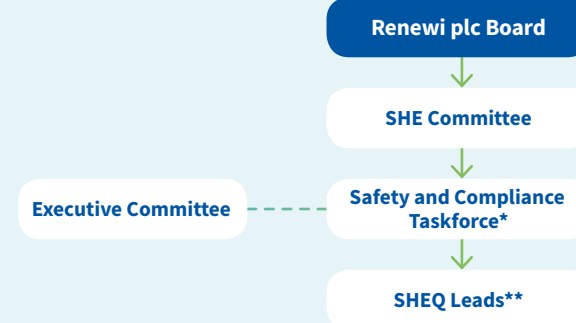 Renewi plc Board
SHE Committee
Executive Committee
Safety and Compliance
Taskforce*
SHEQ Leads**